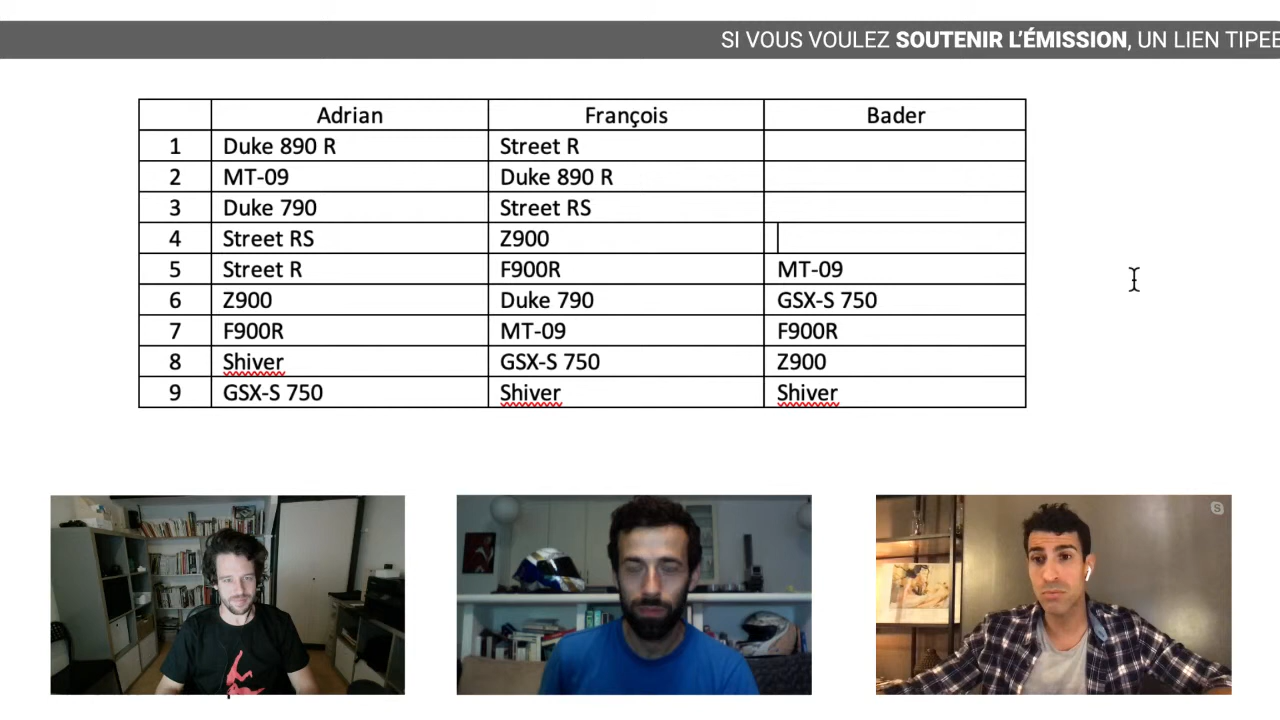 SI VOUS VOULEZ SOUTENIR L'ÉMISSION, UN LIEN TIPEE
Adrian François Bader
1 Duke 890 R Street R
2 MT-09 Duke 890 R
3 Duke 790 Street RS
4 Street RS Z900
5 Street R F900R MT-09
6 Z900 Duke 790 GSX-S 750
7 F900R MT-09 F900R
8 Shiver GSX-S 750 Z900
9 GSX-S 750 Shiver Shiver